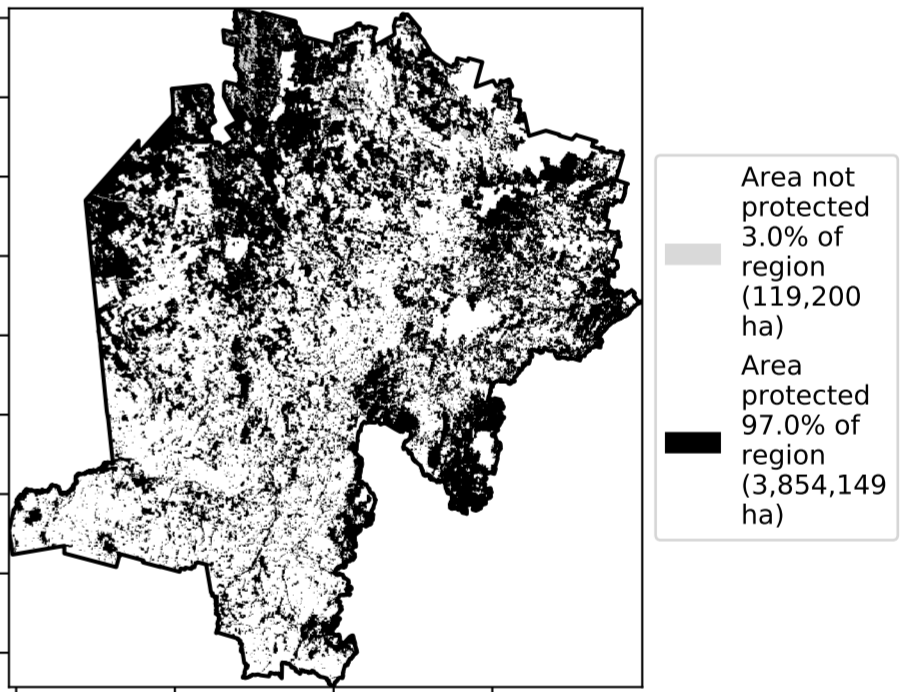 Area not
protected
3.0% of
region
(119,200
ha)
Area
protected
97.0% of
region
(3,854,149
ha)